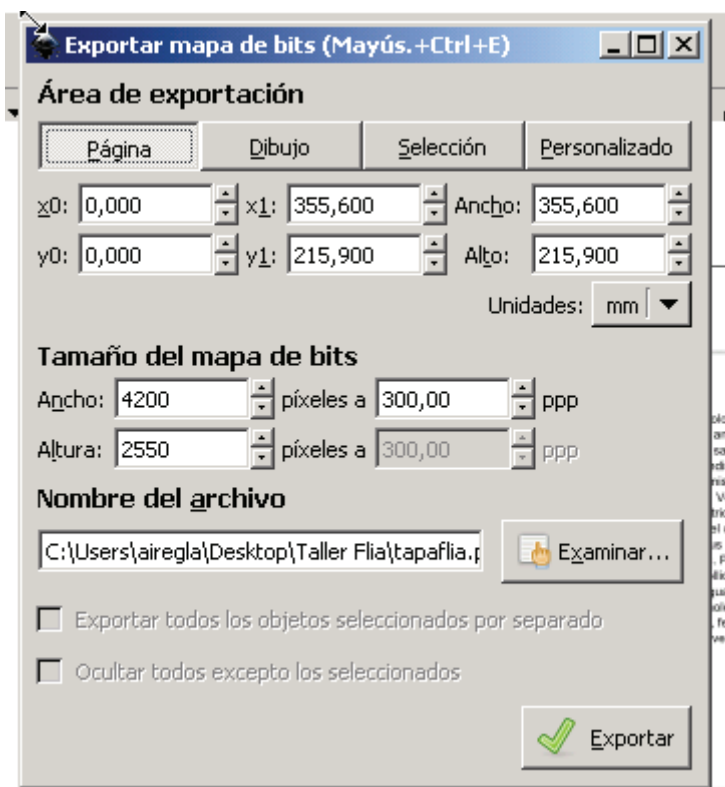 Exportar mapa de bits (Mayús.+Ctrl+E)
Área de exportación
Página Dibujo Selección Personalizado
x0: 0,000 x1: 355,600 Ancho: 355,600
y0: 0,000 y1: 215,900 Alto: 215,900
Unidades: mm
Tamaño del mapa de bits
Ancho: 4200 píxeles a 300,00 ppp
Altura: 2550 píxeles a 300,00 ppp
Nombre del archivo
C:\Users\airegla\Desktop\Taller Flia\tapaflia.p Examinar...
Exportar todos los objetos seleccionados por separado
Ocultar todos excepto los seleccionados
Exportar